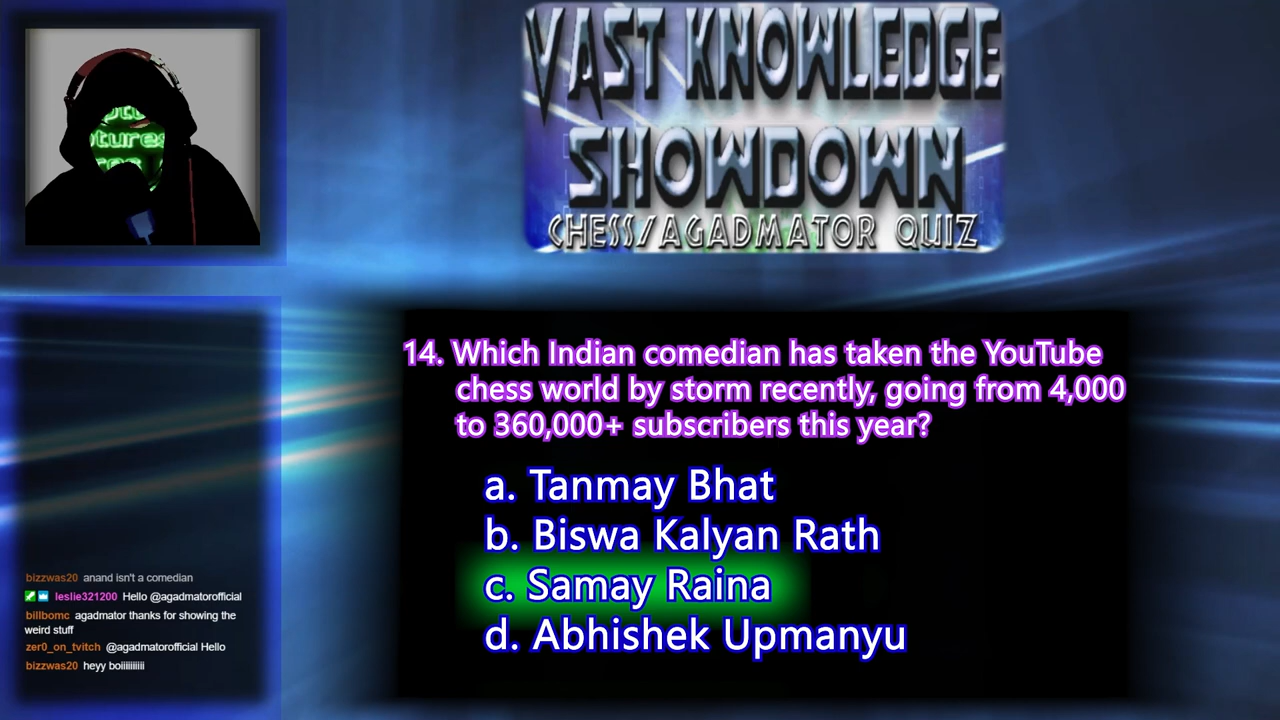 VAST KNOWLEDGE
SHOWDOWN
CHESS/AGADMATOR QUIZ
14. Which Indian comedian has taken the YouTube
chess world by storm recently, going from 4,000
to 360,000+ subscribers this year?
a. Tanmay Bhat
b. Biswa Kalyan Rath
c. Samay Raina
d. Abhishek Upmanyu
bizzwas20 anand isn't a comedian
leslie321200 Hello @agadmatorofficial
billbomc agadmator thanks for showing the
weird stuff
zer0_on_tvitch @agadmatorofficial Hello
bizzwas20 heyy boiiiiiiiiiii